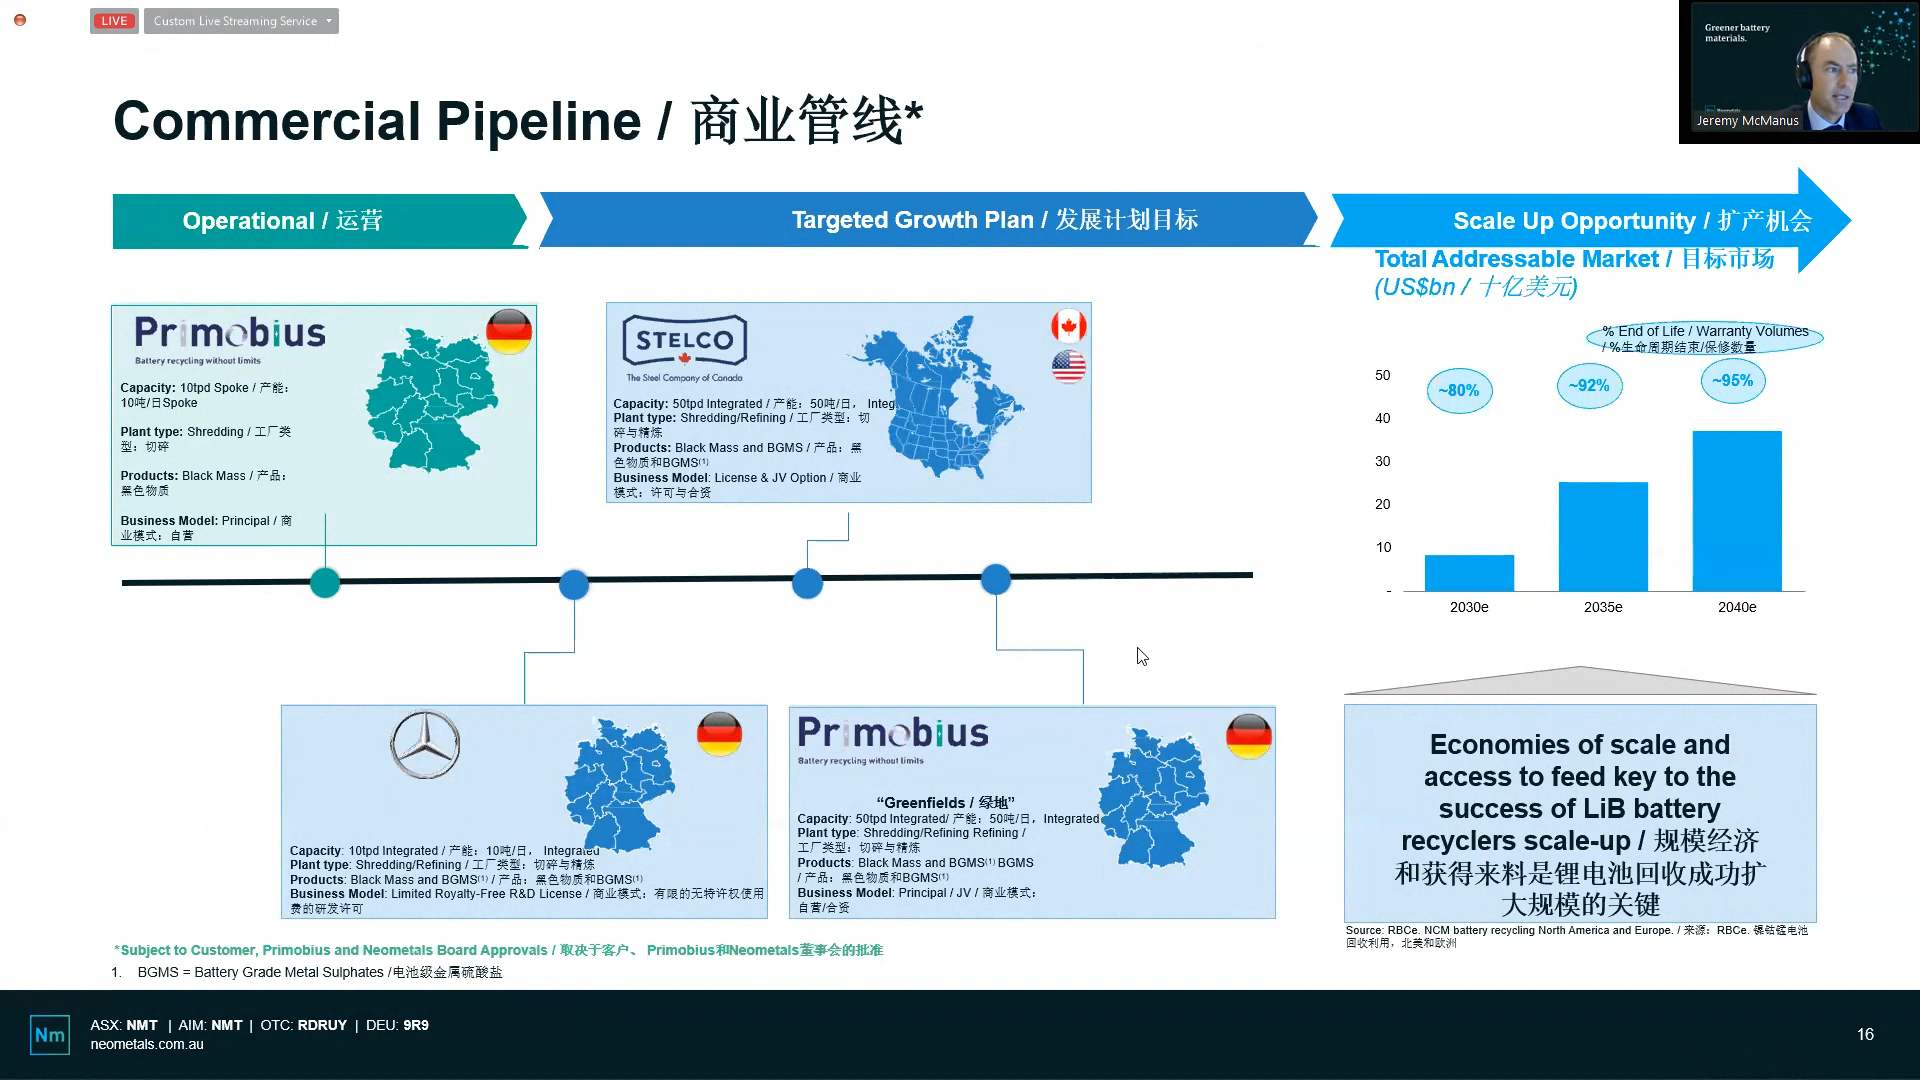 LIVE
Custom Live Streaming Service
Greener battery
materials.
Jeremy McManus
Commercial Pipeline / 商业管线*
Operational / 运营
Targeted Growth Plan / 发展计划目标
Scale Up Opportunity / 扩产机会
Primobius
Battery recycling without limits
Capacity: 10tpd Spoke / 产能:
10吨/日Spoke
Plant type: Shredding / 工厂类
型: 切碎
Products: Black Mass / 产品:
黑色物质
Business Model: Principal / 商
业模式: 自营
STELCO
The Steel Company of Canada
Capacity: 50tpd Integrated / 产能: 50吨/日, Integ
Plant type: Shredding/Refining / 工厂类型: 切
碎与精炼
Products: Black Mass and BGMS / 产品: 黑
色物质和BGMS(1)
Business Model: License & JV Option / 商业
模式: 许可与合资
Capacity: 10tpd Integrated / 产能: 10吨/日, Integrated
Plant type: Shredding/Refining / 工厂类型: 切碎与精炼
Products: Black Mass and BGMS(1) / 产品: 黑色物质和BGMS(1)
Business Model: Limited Royalty-Free R&D License / 商业模式: 有限的无特许权使用
费的研发许可
Primobius
Battery recycling without limits
“Greenfields / 绿地”
Capacity: 50tpd Integrated/ 产能: 50吨/日, Integrated
Plant type: Shredding/Refining Refining /
工厂类型: 切碎与精炼
Products: Black Mass and BGMS(1) BGMS
/ 产品: 黑色物质和BGMS(1)
Business Model: Principal / JV / 商业模式:
自营/合资
Total Addressable Market / 目标市场
(US$bn / 十亿美元)
% End of Life / Warranty Volumes
/ %生命周期结束/保修数量
50
40
30
20
10
-
~80%
~92%
~95%
2030e
2035e
2040e
Economies of scale and
access to feed key to the
success of LiB battery
recyclers scale-up / 规模经济
和获得来料是锂电池回收成功扩
大规模的关键
Source: RBCe. NCM battery recycling North America and Europe. / 来源: RBCe. 镍钴锰电池
回收利用, 北美和欧洲
*Subject to Customer, Primobius and Neometals Board Approvals / 取决于客户、 Primobius和Neometals董事会的批准
1. BGMS = Battery Grade Metal Sulphates /电池级金属硫酸盐
Nm
ASX: NMT | AIM: NMT | OTC: RDRUY | DEU: 9R9
neometals.com.au
16